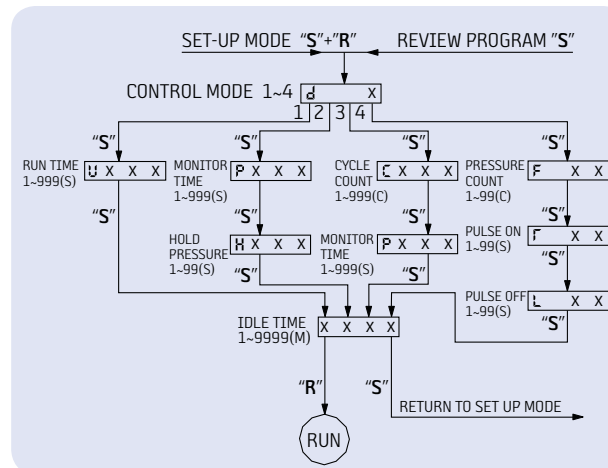 SET-UP MODE “S”+“R” REVIEW PROGRAM “S”
CONTROL MODE 1~4 d X
1 2 3 4
“S” “S” “S” “S”
RUN TIME
1~999(S)
U X X X
MONITOR
TIME
1~999(S)
P X X X
CYCLE
COUNT
1~999(C)
C X X X
PRESSURE
COUNT
1~99(C)
F X X
“S” “S” “S” “S”
HOLD
PRESSURE
1~99(S)
H X X X
MONITOR
TIME
1~999(S)
P X X X
PULSE ON
1~99(S)
T X X
“S” “S” “S”
PULSE OFF
1~99(S)
L X X
“S”
IDLE TIME
1~9999(M)
X X X X
“R” “S”
RETURN TO SET UP MODE
RUN